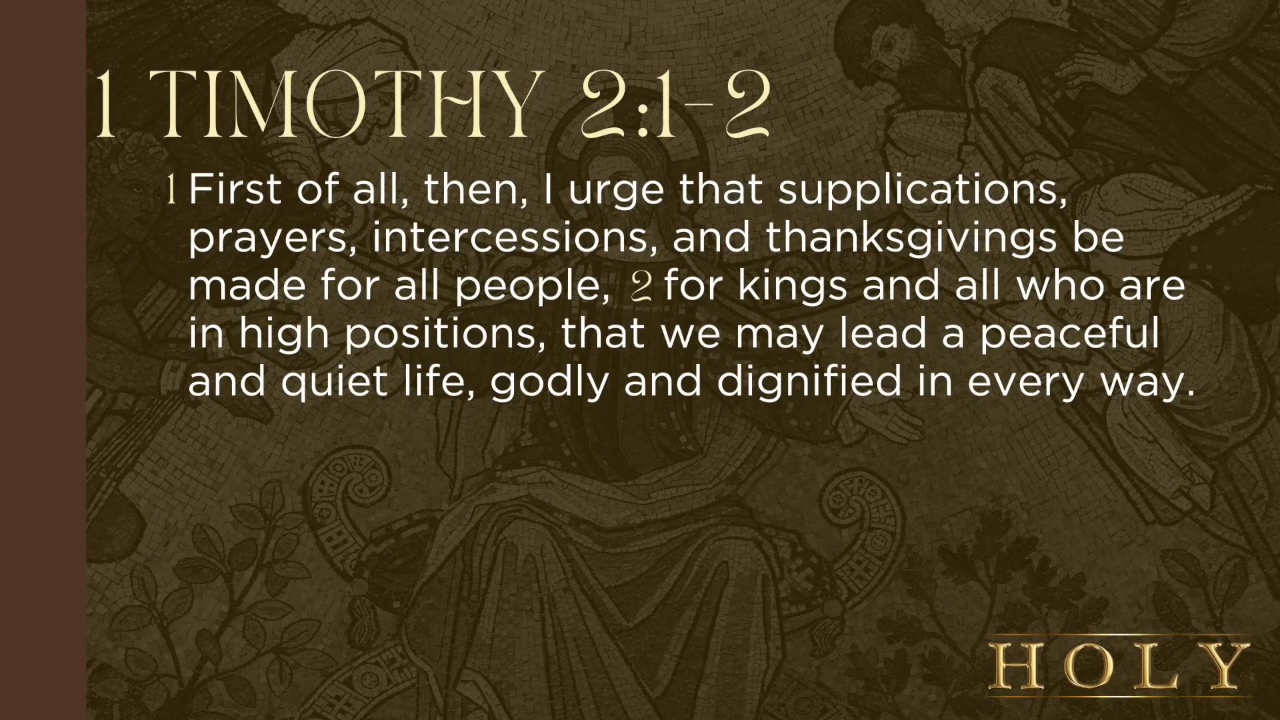 1 TIMOTHY 2:1-2
1 First of all, then, I urge that supplications,
prayers, intercessions, and thanksgivings be
made for all people, 2 for kings and all who are
in high positions, that we may lead a peaceful
and quiet life, godly and dignified in every way.
HOLY